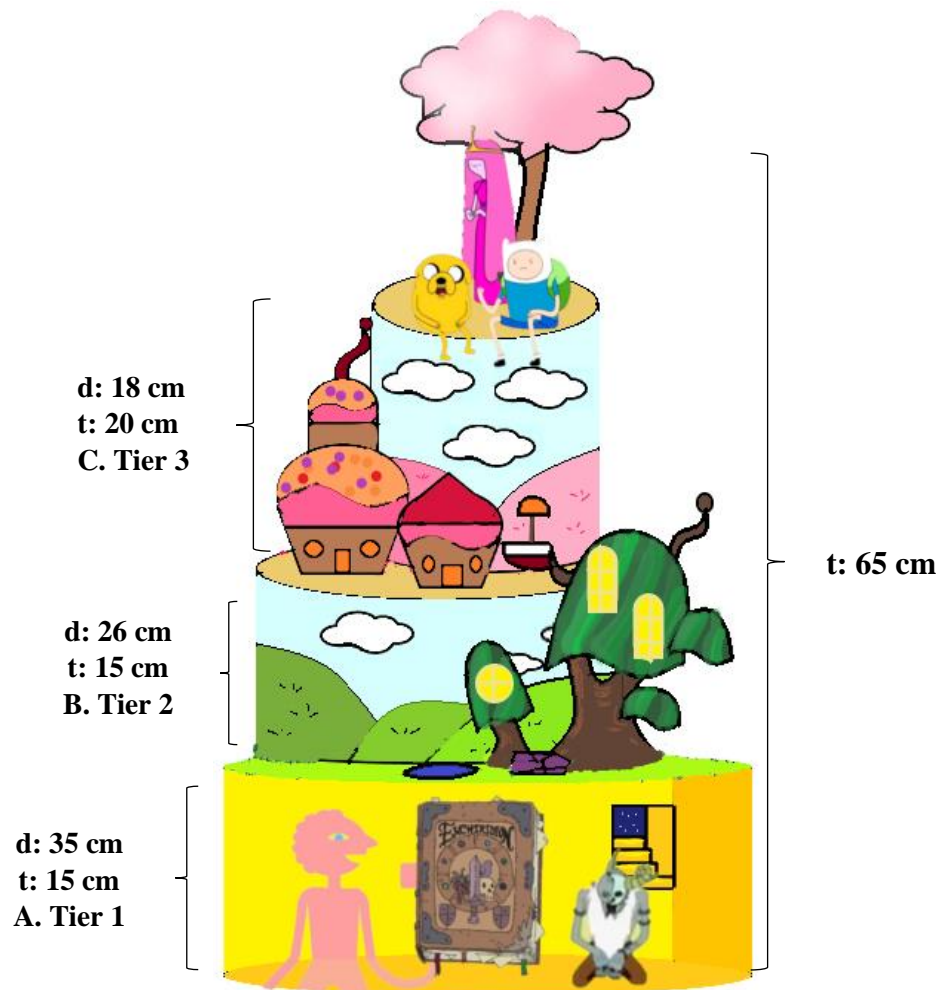 d: 18 cm
t: 20 cm
C. Tier 3
t: 65 cm
d: 26 cm
t: 15 cm
B. Tier 2
d: 35 cm
t: 15 cm
A. Tier 1
ENCHIRIDION